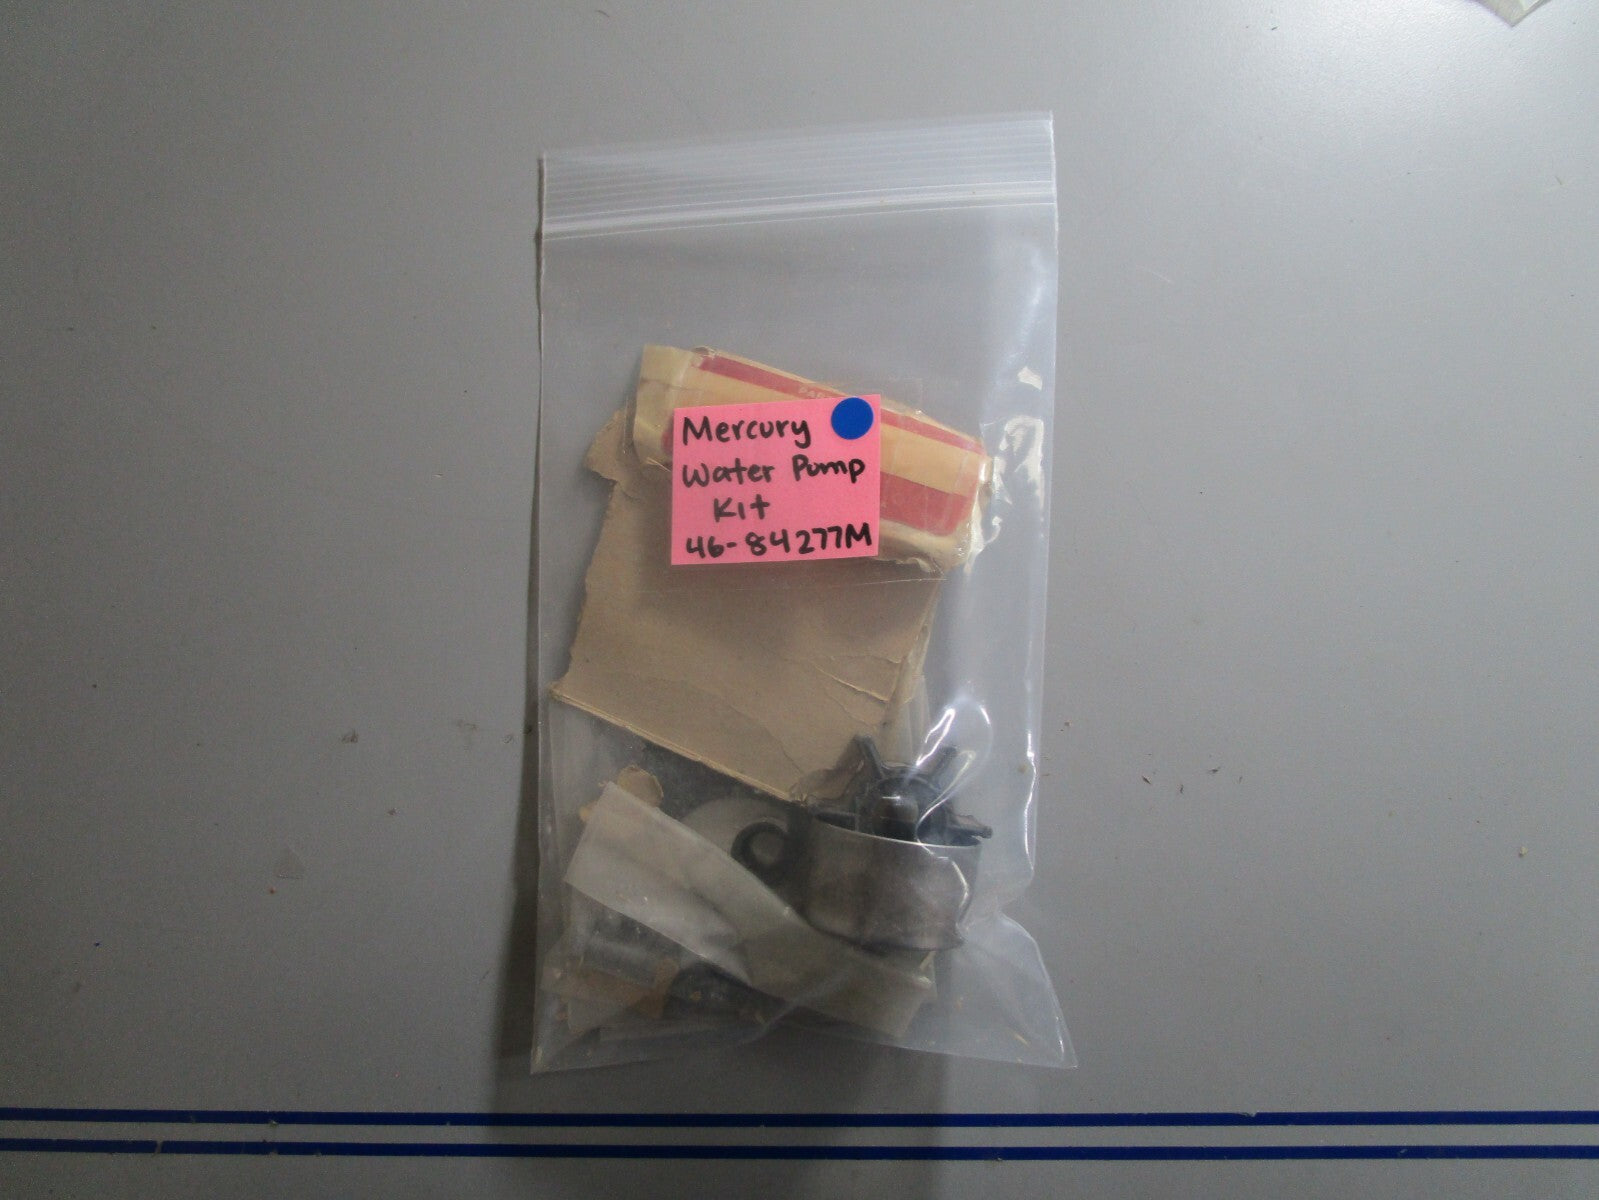 Mercury
Water Pump
Kit
46-84277M